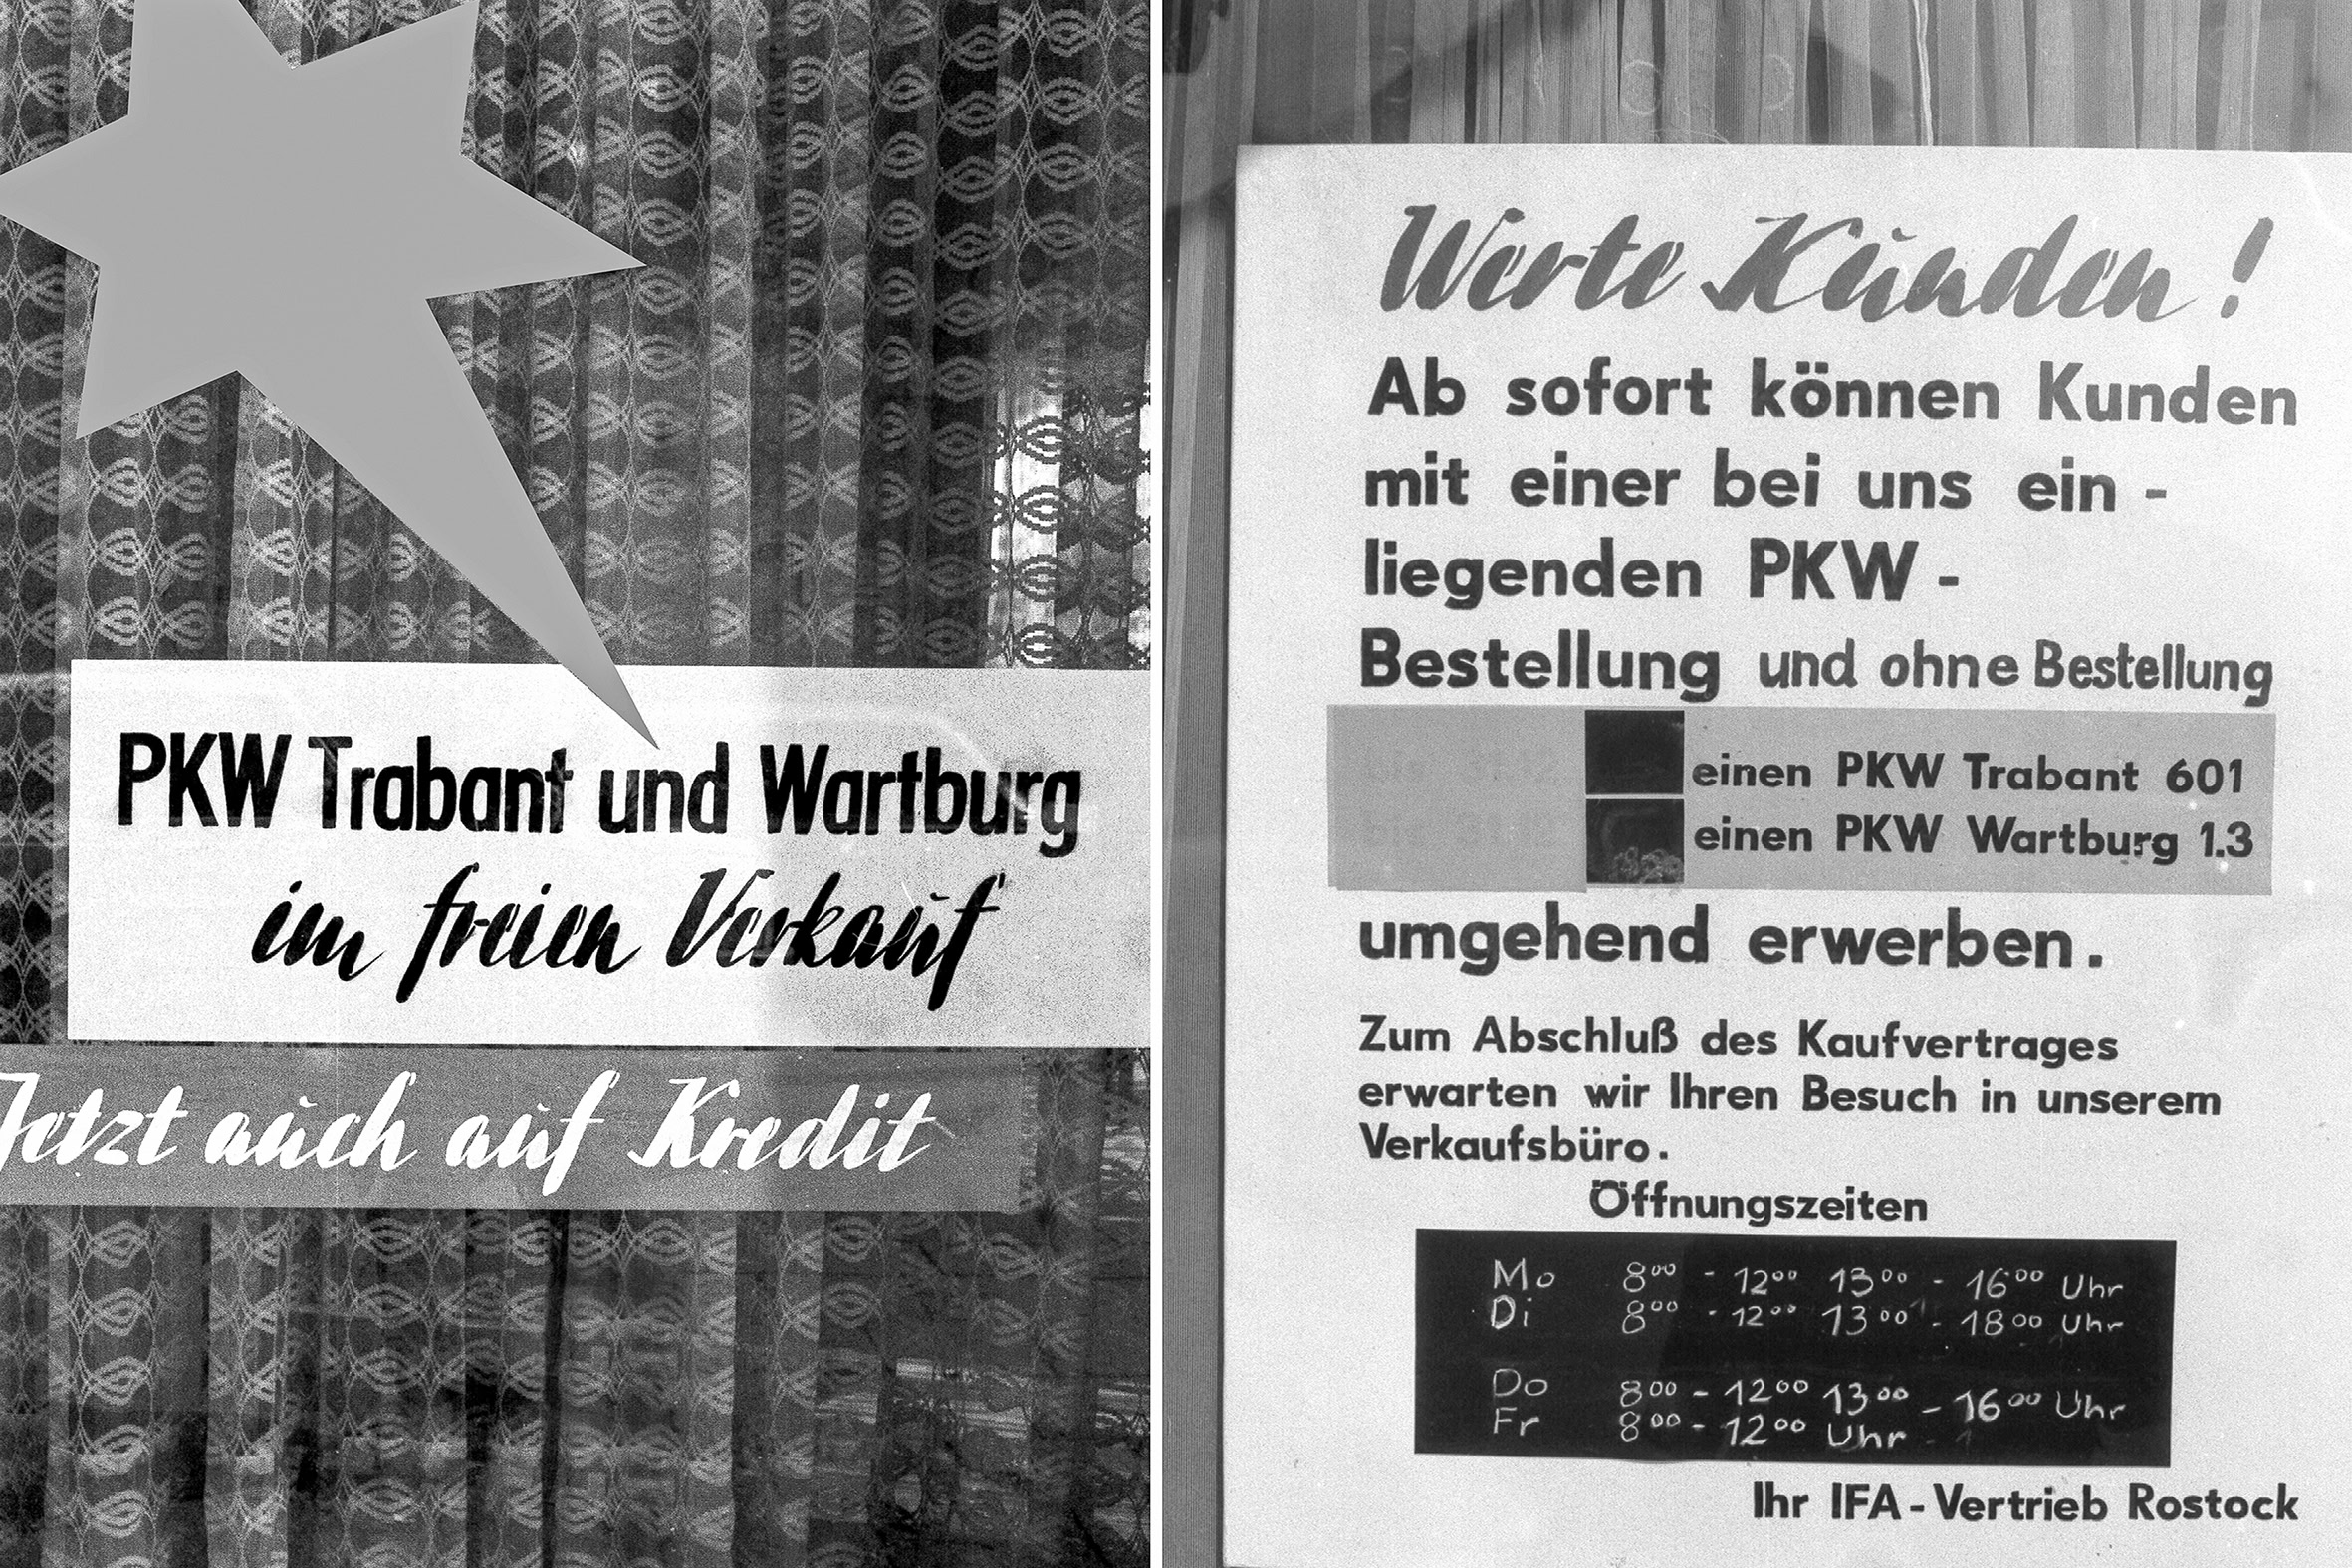 PKW Trabant und Wartburg
im freien Verkauf
Jetzt auch auf Kredit
Werte Kunden!
Ab sofort können Kunden
mit einer bei uns ein-
liegenden PKW-
Bestellung und ohne Bestellung
einen PKW Trabant 601
einen PKW Wartburg 1.3
umgehend erwerben.
Zum Abschluß des Kaufvertrages
erwarten wir Ihren Besuch in unserem
Verkaufsbüro.
Öffnungszeiten
Mo 8⁰⁰ - 12⁰⁰ 13⁰⁰ - 16⁰⁰ Uhr
Di 8⁰⁰ - 12⁰⁰ 13⁰⁰ - 18⁰⁰ Uhr
Do 8⁰⁰ - 12⁰⁰ 13⁰⁰ - 16⁰⁰ Uhr
Fr 8⁰⁰ - 12⁰⁰ Uhr
Ihr IFA-Vertrieb Rostock